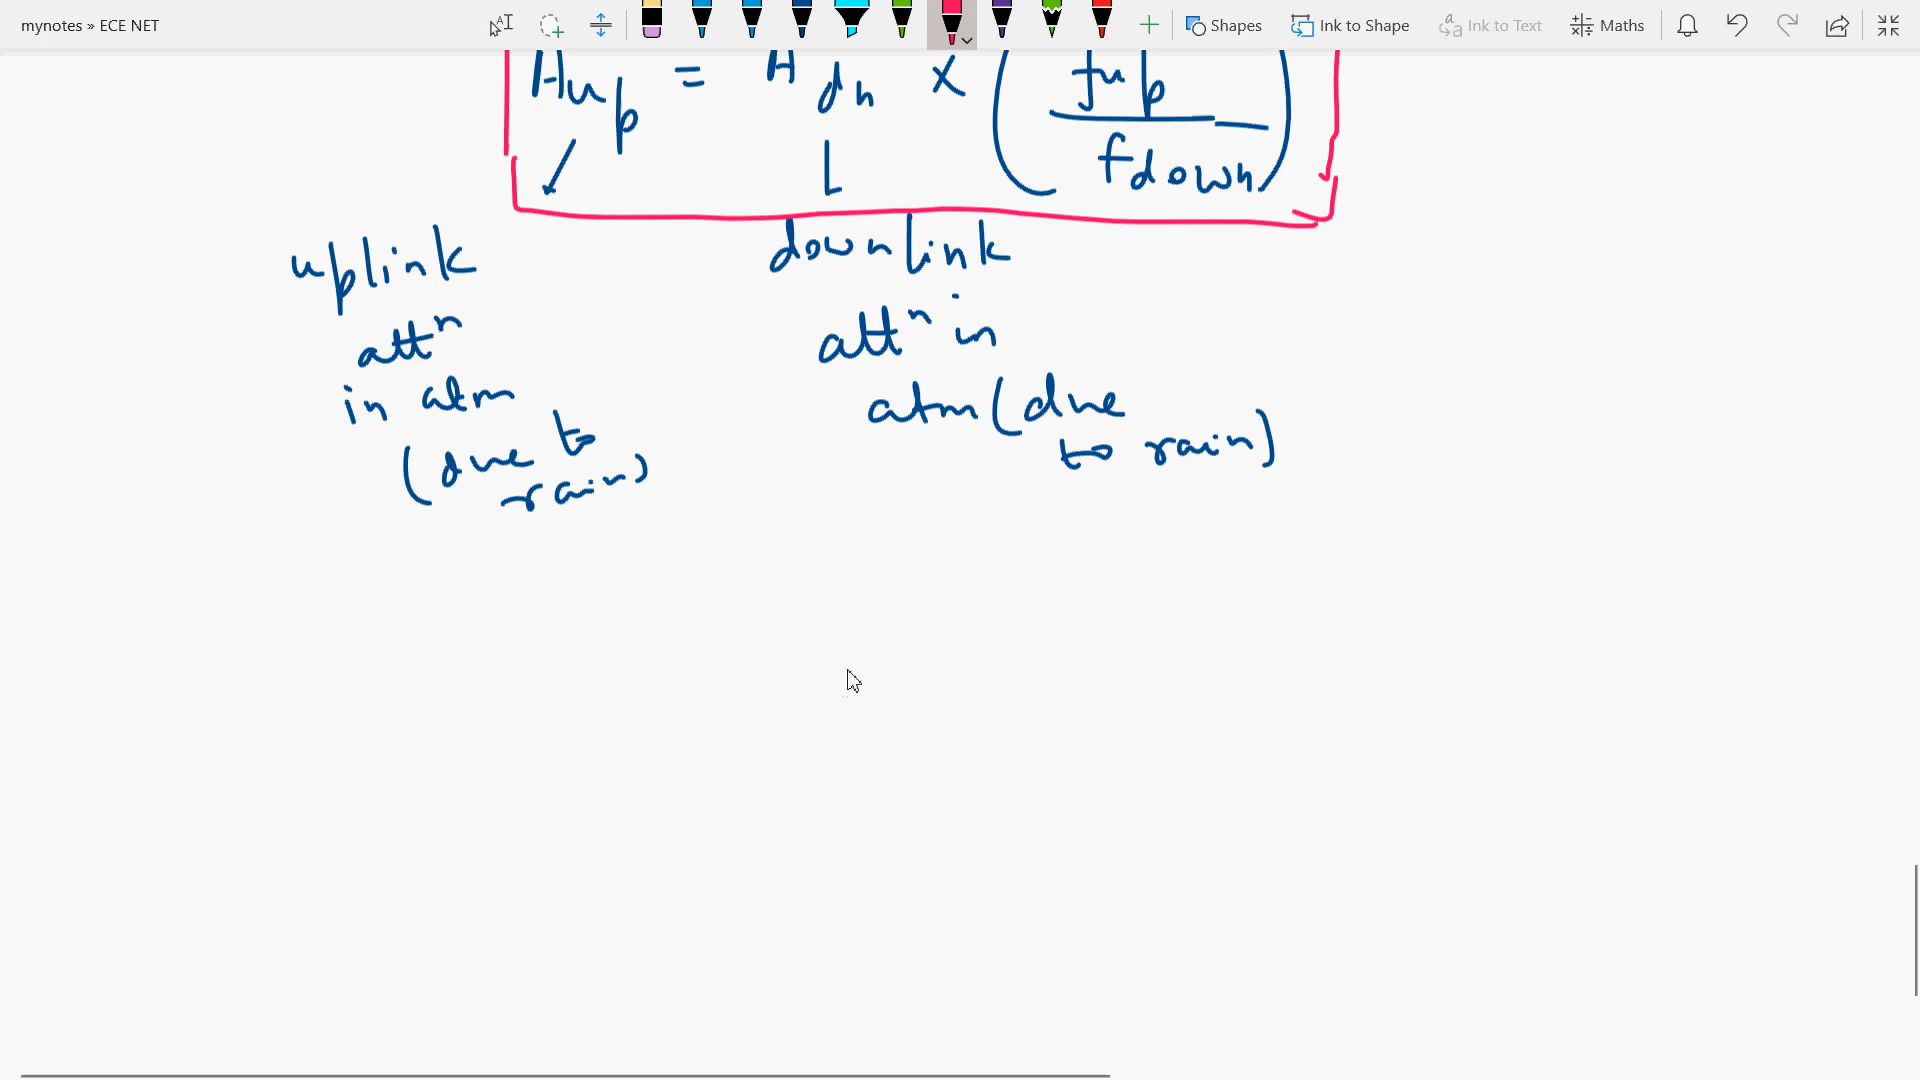 mynotes » ECE NET
Shapes
Ink to Shape
Ink to Text
Maths
Aup = Adn × (fup / fdown)
uplink
attⁿ
in atm
(due to
rain)
downlink
attⁿ in
atm (due
to rain)